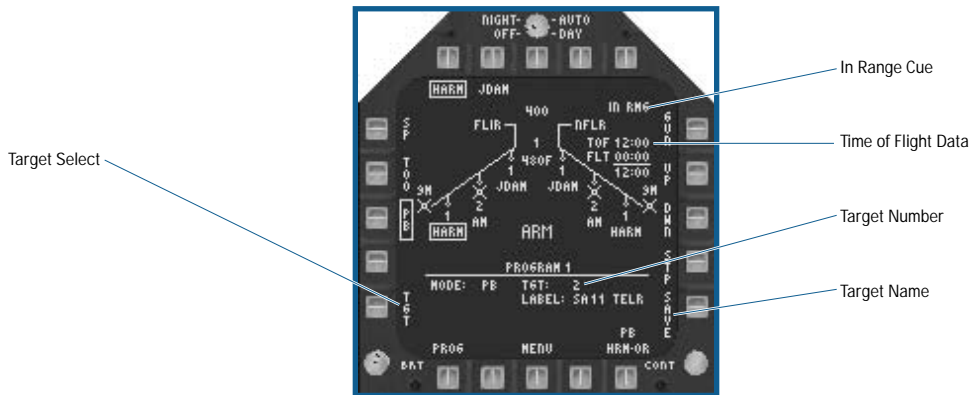 NIGHT- -AUTO
OFF- -DAY
HARM JDAM
400
IN RNG
In Range Cue
FLIR
NFLR
1
TOF 12:00
Time of Flight Data
480F
FLT 00:00
12:00
SP
TOO
PB
TGT
GUN
UP
DWN
STP
SAVE
Target Select
1
JDAM
1
JDAM
9M
9M
2
AM
2
AM
1
HARM
1
HARM
ARM
Target Number
PROGRAM 1
MODE: PB TGT: 2
LABEL: SA11 TELR
Target Name
PB
PROG MENU HRM-OR
BRT CONT